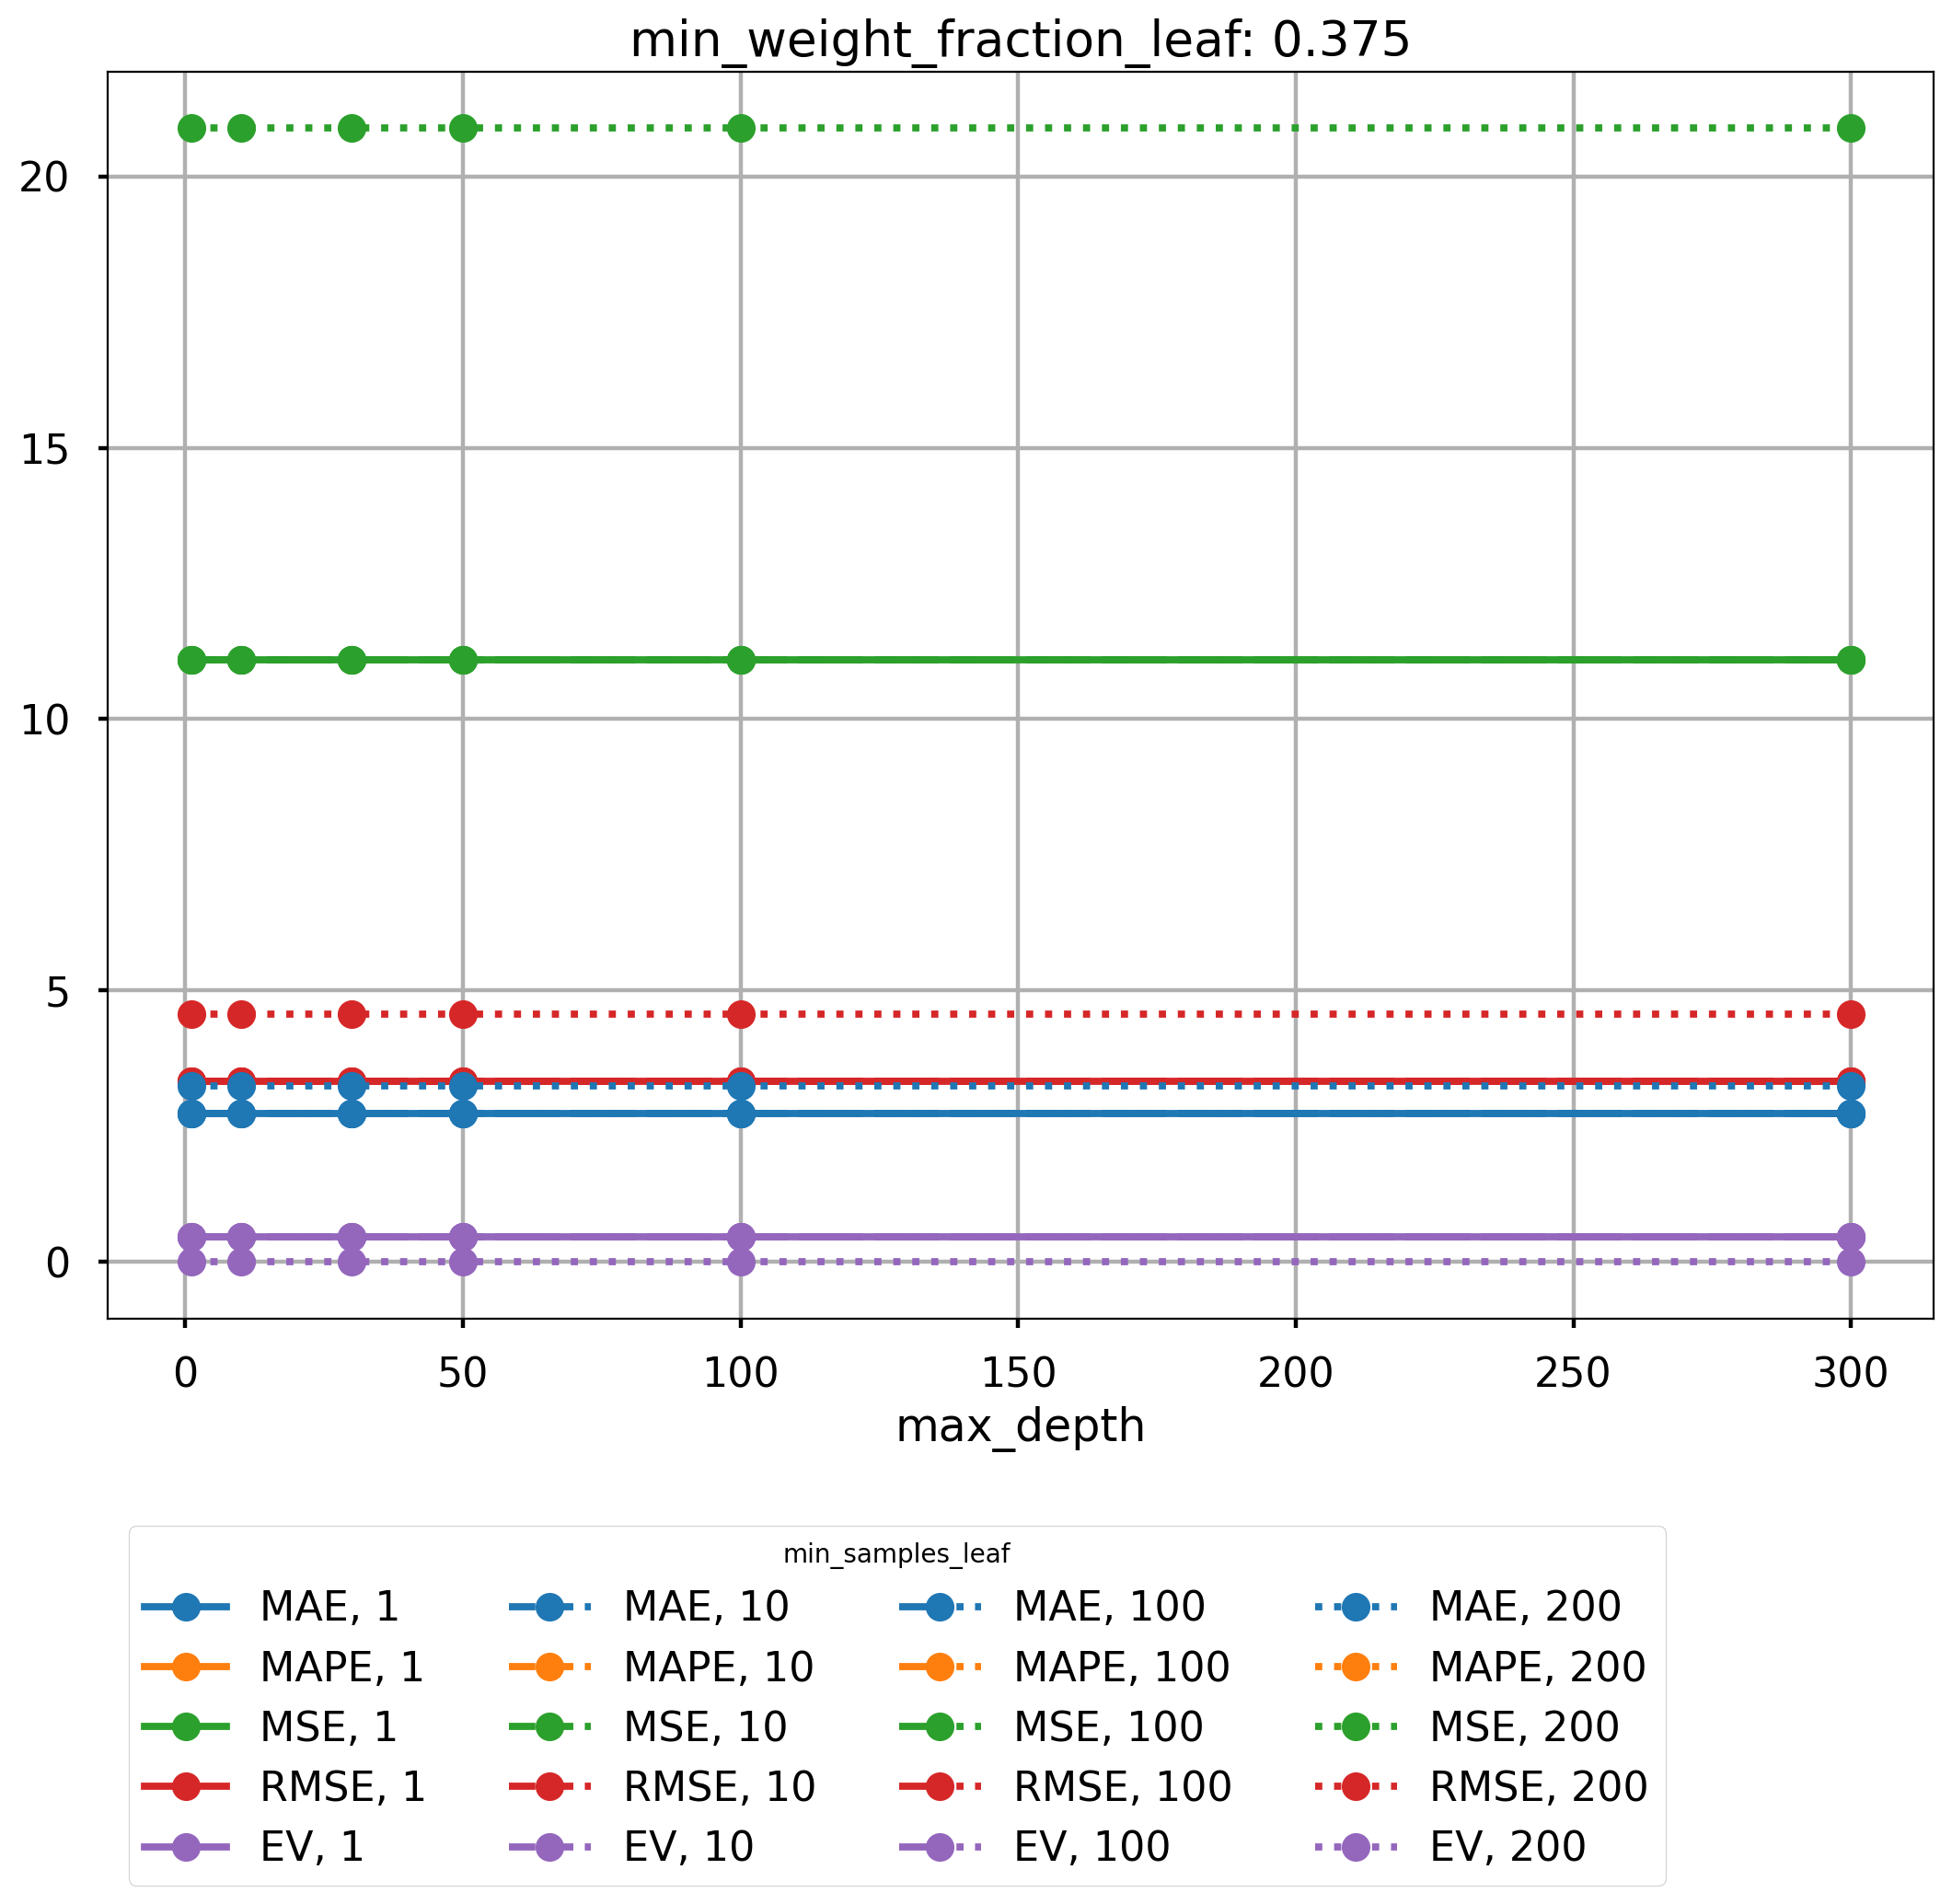 min_weight_fraction_leaf: 0.375
20
15
10
5
0
0 50 100 150 200 250 300
max_depth
min_samples_leaf
MAE, 1 MAE, 10 MAE, 100 MAE, 200
MAPE, 1 MAPE, 10 MAPE, 100 MAPE, 200
MSE, 1 MSE, 10 MSE, 100 MSE, 200
RMSE, 1 RMSE, 10 RMSE, 100 RMSE, 200
EV, 1 EV, 10 EV, 100 EV, 200